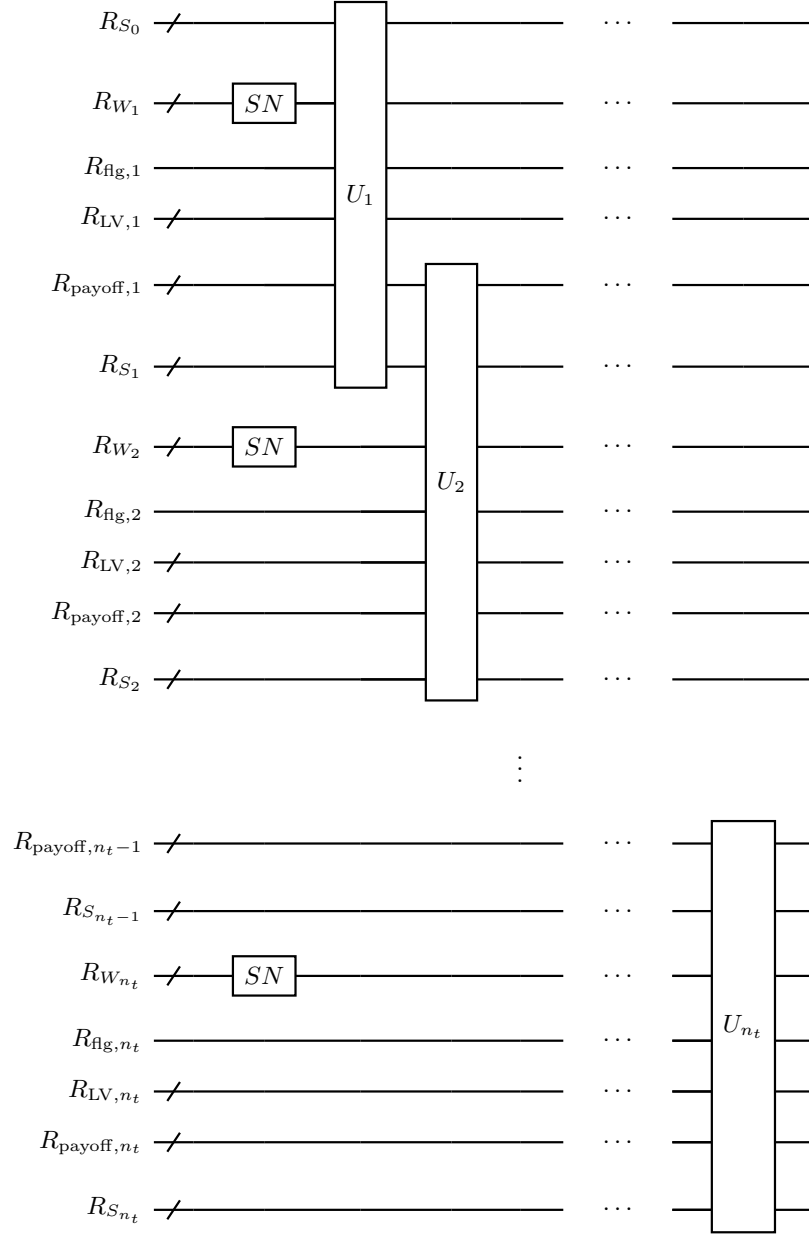 R_{S_0} ⋯
R_{W_1} SN ⋯
R_{flg,1} ⋯
U_1
R_{LV,1} ⋯
R_{payoff,1} ⋯
R_{S_1} ⋯
R_{W_2} SN ⋯
U_2
R_{flg,2} ⋯
R_{LV,2} ⋯
R_{payoff,2} ⋯
R_{S_2} ⋯
⋮
R_{payoff,n_t−1} ⋯
R_{S_{n_t−1}} ⋯
R_{W_{n_t}} SN ⋯
U_{n_t}
R_{flg,n_t} ⋯
R_{LV,n_t} ⋯
R_{payoff,n_t} ⋯
R_{S_{n_t}} ⋯